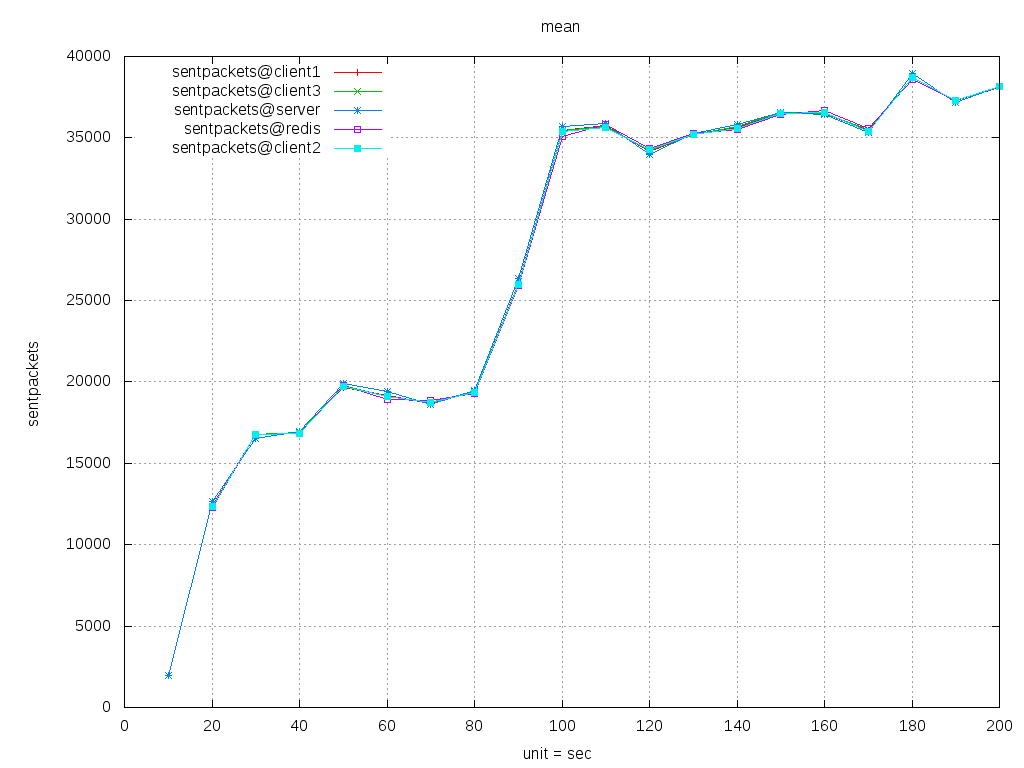 mean
40000
35000
30000
25000
20000
15000
10000
5000
0
sentpackets
sentpackets@client1
sentpackets@client3
sentpackets@server
sentpackets@redis
sentpackets@client2
0 20 40 60 80 100 120 140 160 180 200
unit = sec